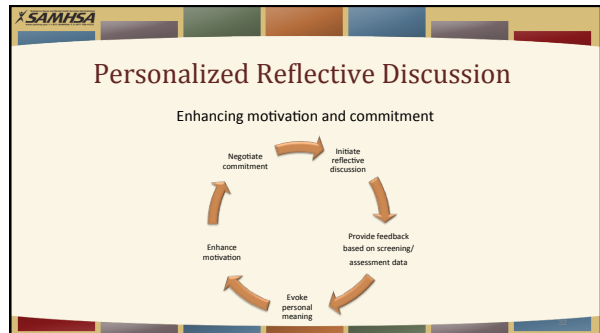 SAMHSA
Personalized Reflective Discussion
Enhancing motivation and commitment
Negotiate
commitment
Initiate
reflective
discussion
Provide feedback
based on screening/
assessment data
Evoke
personal
meaning
Enhance
motivation